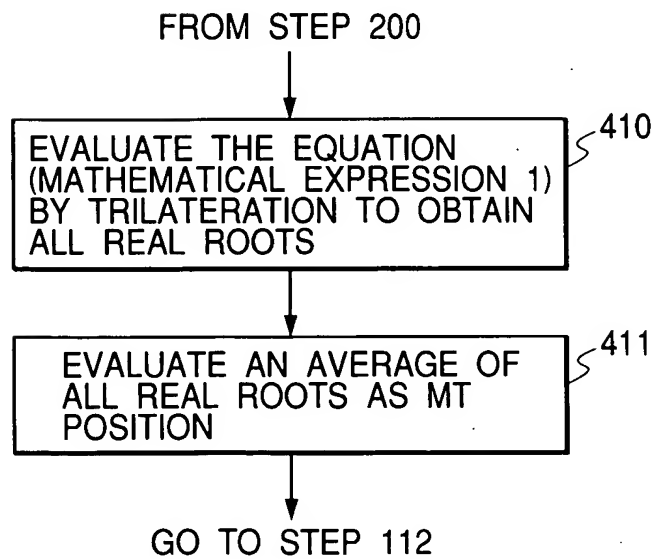 FROM STEP 200
410
EVALUATE THE EQUATION
(MATHEMATICAL EXPRESSION 1)
BY TRILATERATION TO OBTAIN
ALL REAL ROOTS
411
EVALUATE AN AVERAGE OF
ALL REAL ROOTS AS MT
POSITION
GO TO STEP 112